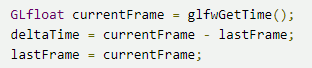 GLfloat currentFrame = glfwGetTime();
deltaTime = currentFrame - lastFrame;
lastFrame = currentFrame;